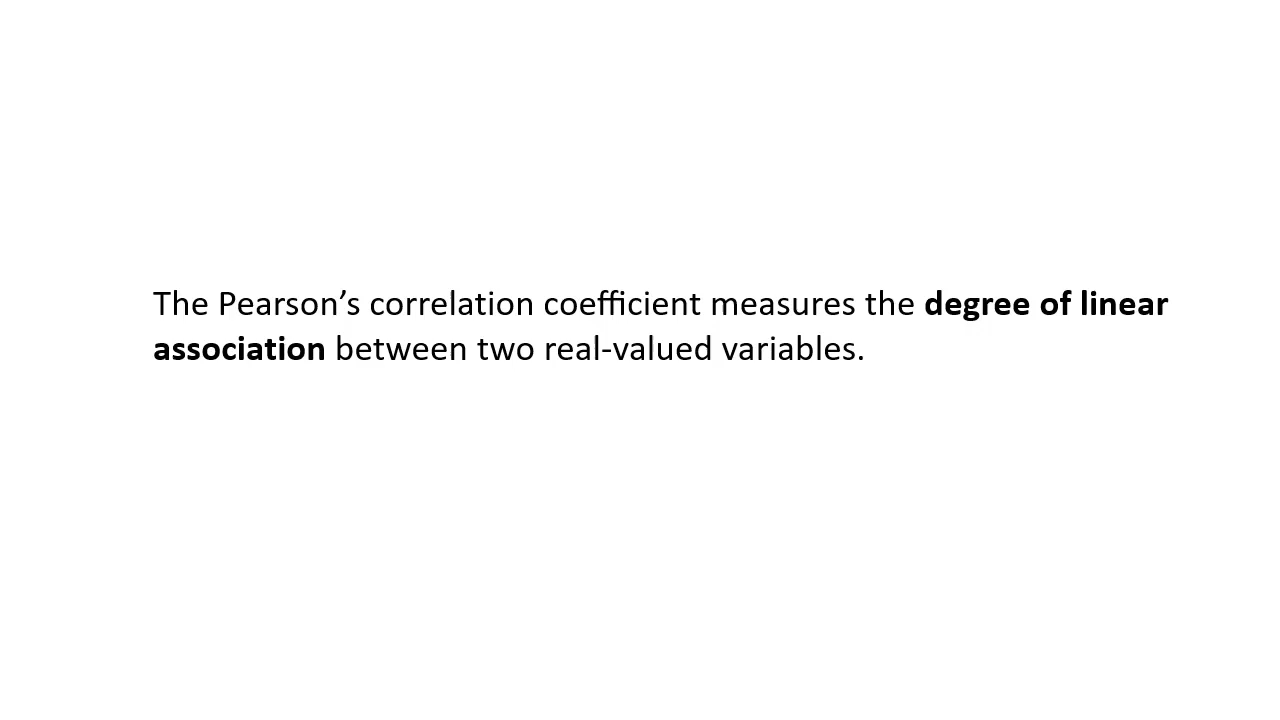 The Pearson’s correlation coefficient measures the degree of linear
association between two real-valued variables.